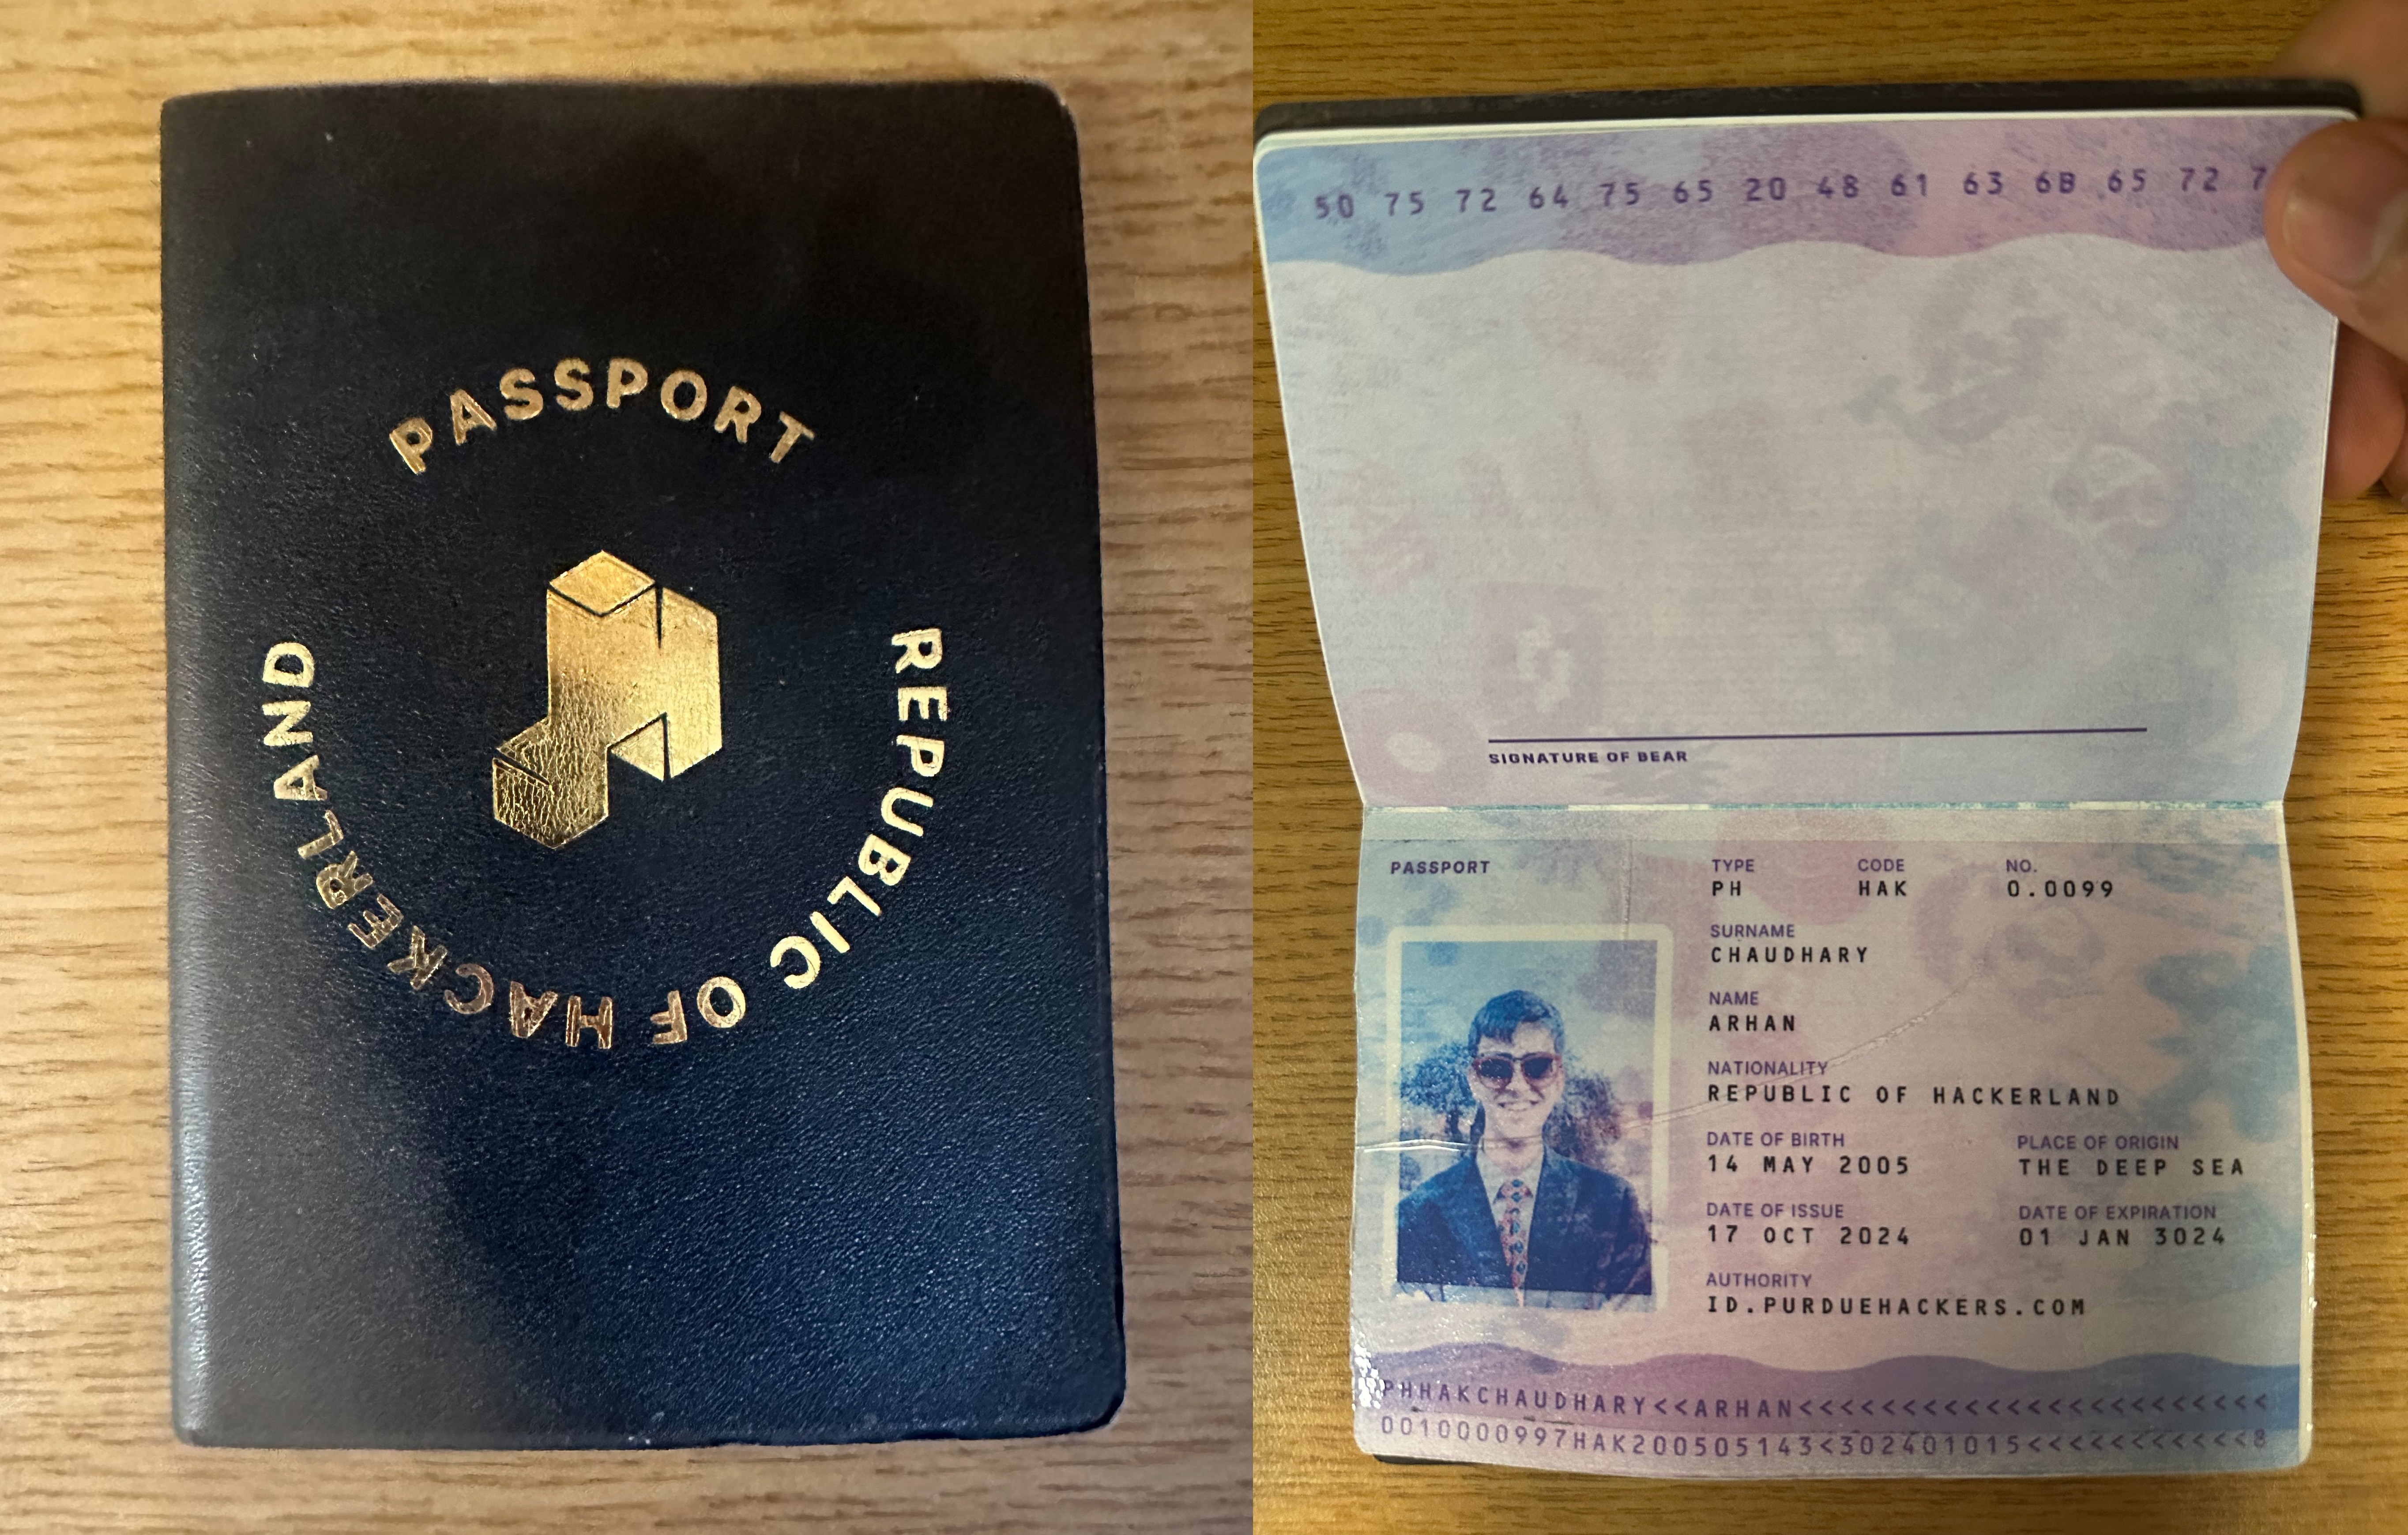 PASSPORT
REPUBLIC OF HACKERLAND
50 75 72 64 75 65 20 48 61 63 6B 65 72 7
SIGNATURE OF BEAR
PASSPORT
TYPE CODE NO.
PH HAK 0.0099
SURNAME
CHAUDHARY
NAME
ARHAN
NATIONALITY
REPUBLIC OF HACKERLAND
DATE OF BIRTH PLACE OF ORIGIN
14 MAY 2005 THE DEEP SEA
DATE OF ISSUE DATE OF EXPIRATION
17 OCT 2024 01 JAN 3024
AUTHORITY
ID.PURDUEHACKERS.COM
PHHAKCHAUDHARY<<ARHAN<<<<<<<<<<<<<<<<<<<<<<<
0010000997HAK200505143<302401015<<<<<<<<<<<<8